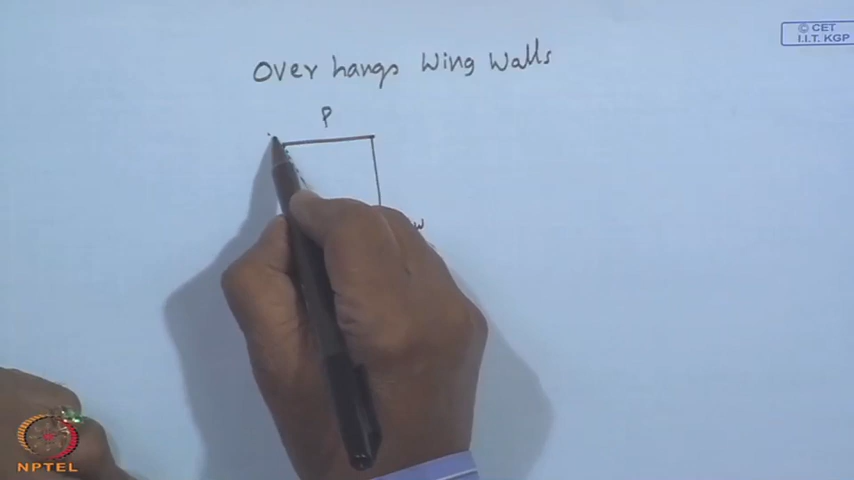 © CET
I.I.T. KGP
Over hangs Wing Walls
P
W
NPTEL